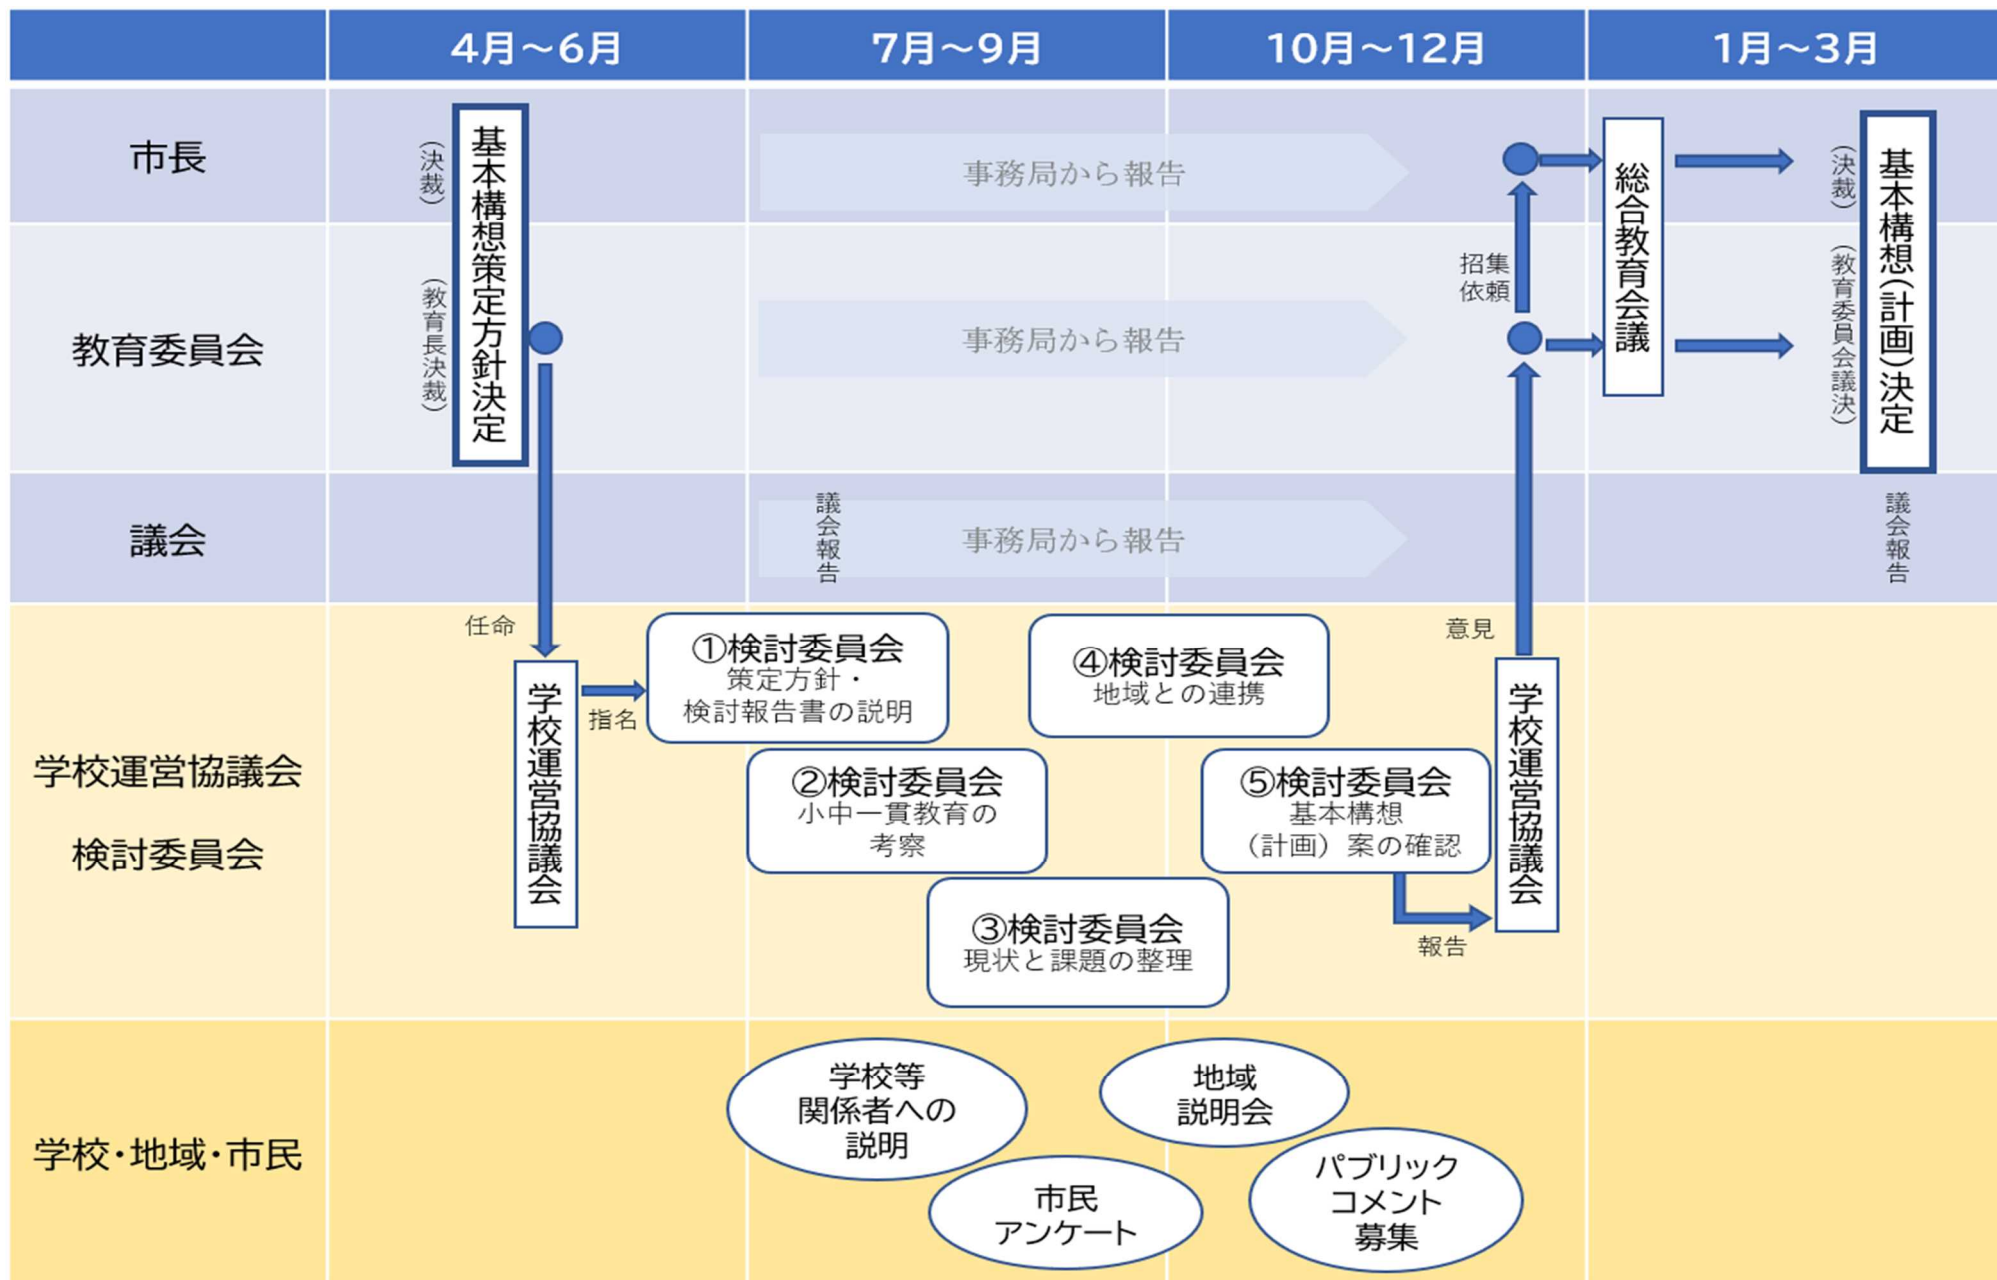 4月～6月
7月～9月
10月～12月
1月～3月
市長
(決裁)
基本構想策定方針決定
(教育長決裁)
事務局から報告
総合教育会議
(決裁)
基本構想(計画)決定
(教育委員会議決)
教育委員会
事務局から報告
招集
依頼
議会
議会報告
事務局から報告
議会報告
学校運営協議会
検討委員会
任命
学校運営協議会
指名
①検討委員会
策定方針・
検討報告書の説明
②検討委員会
小中一貫教育の
考察
③検討委員会
現状と課題の整理
④検討委員会
地域との連携
⑤検討委員会
基本構想
（計画）案の確認
報告
意見
学校運営協議会
学校・地域・市民
学校等
関係者への
説明
市民
アンケート
地域
説明会
パブリック
コメント
募集